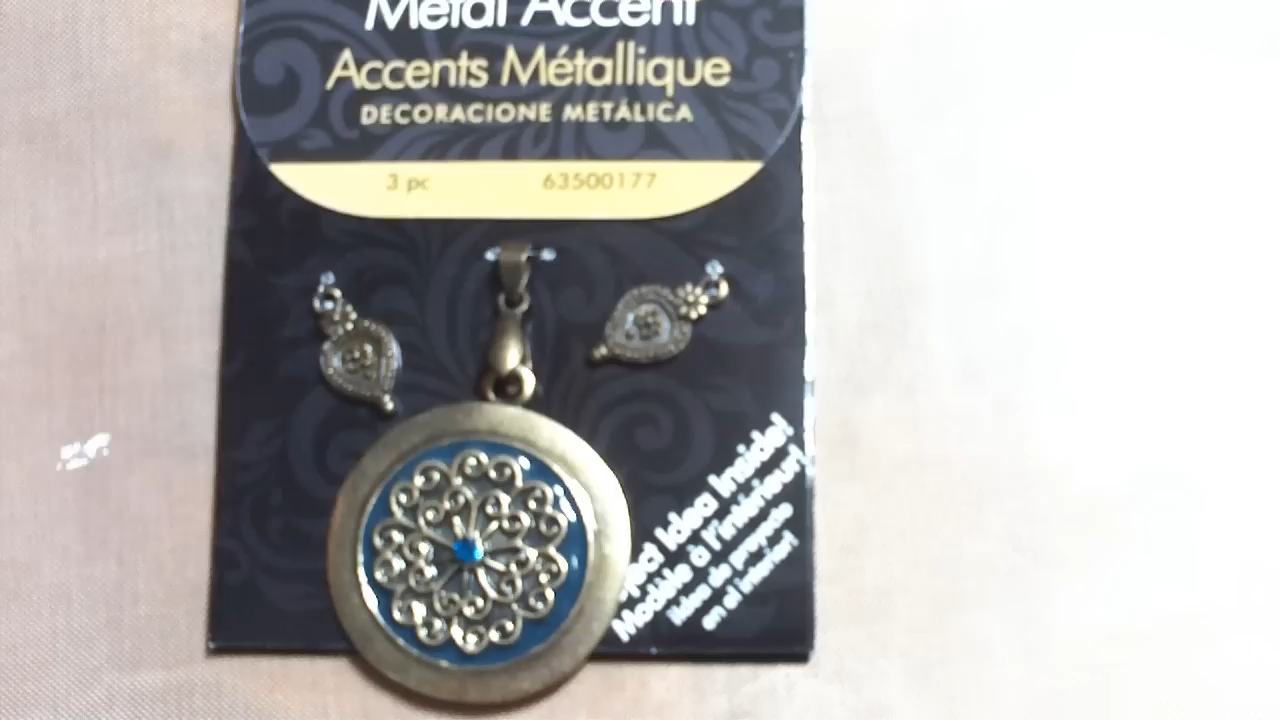 Metal Accent
Accents Métallique
DECORACIONE METÁLICA
3 pc 63500177
Idea Inside!
Modèle à l'intérieur!
Idea de proyecto
en el interior!